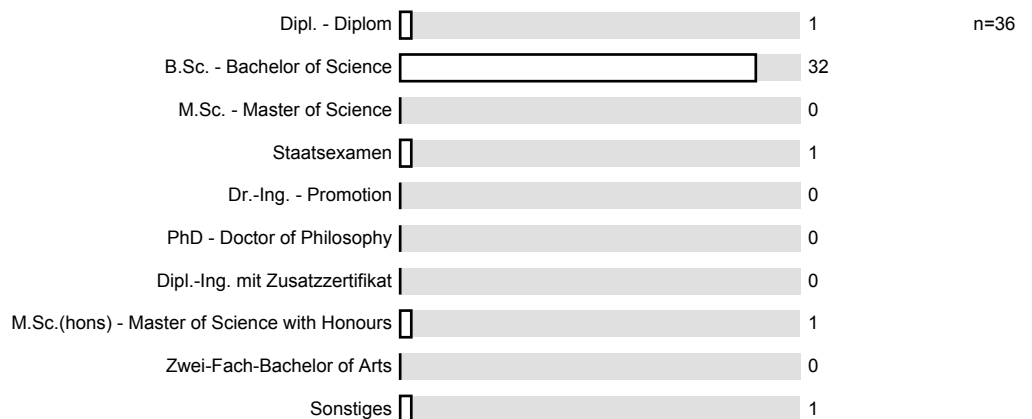 Dipl. - Diplom 1 n=36
B.Sc. - Bachelor of Science 32
M.Sc. - Master of Science 0
Staatsexamen 1
Dr.-Ing. - Promotion 0
PhD - Doctor of Philosophy 0
Dipl.-Ing. mit Zusatzzertifikat 0
M.Sc.(hons) - Master of Science with Honours 1
Zwei-Fach-Bachelor of Arts 0
Sonstiges 1